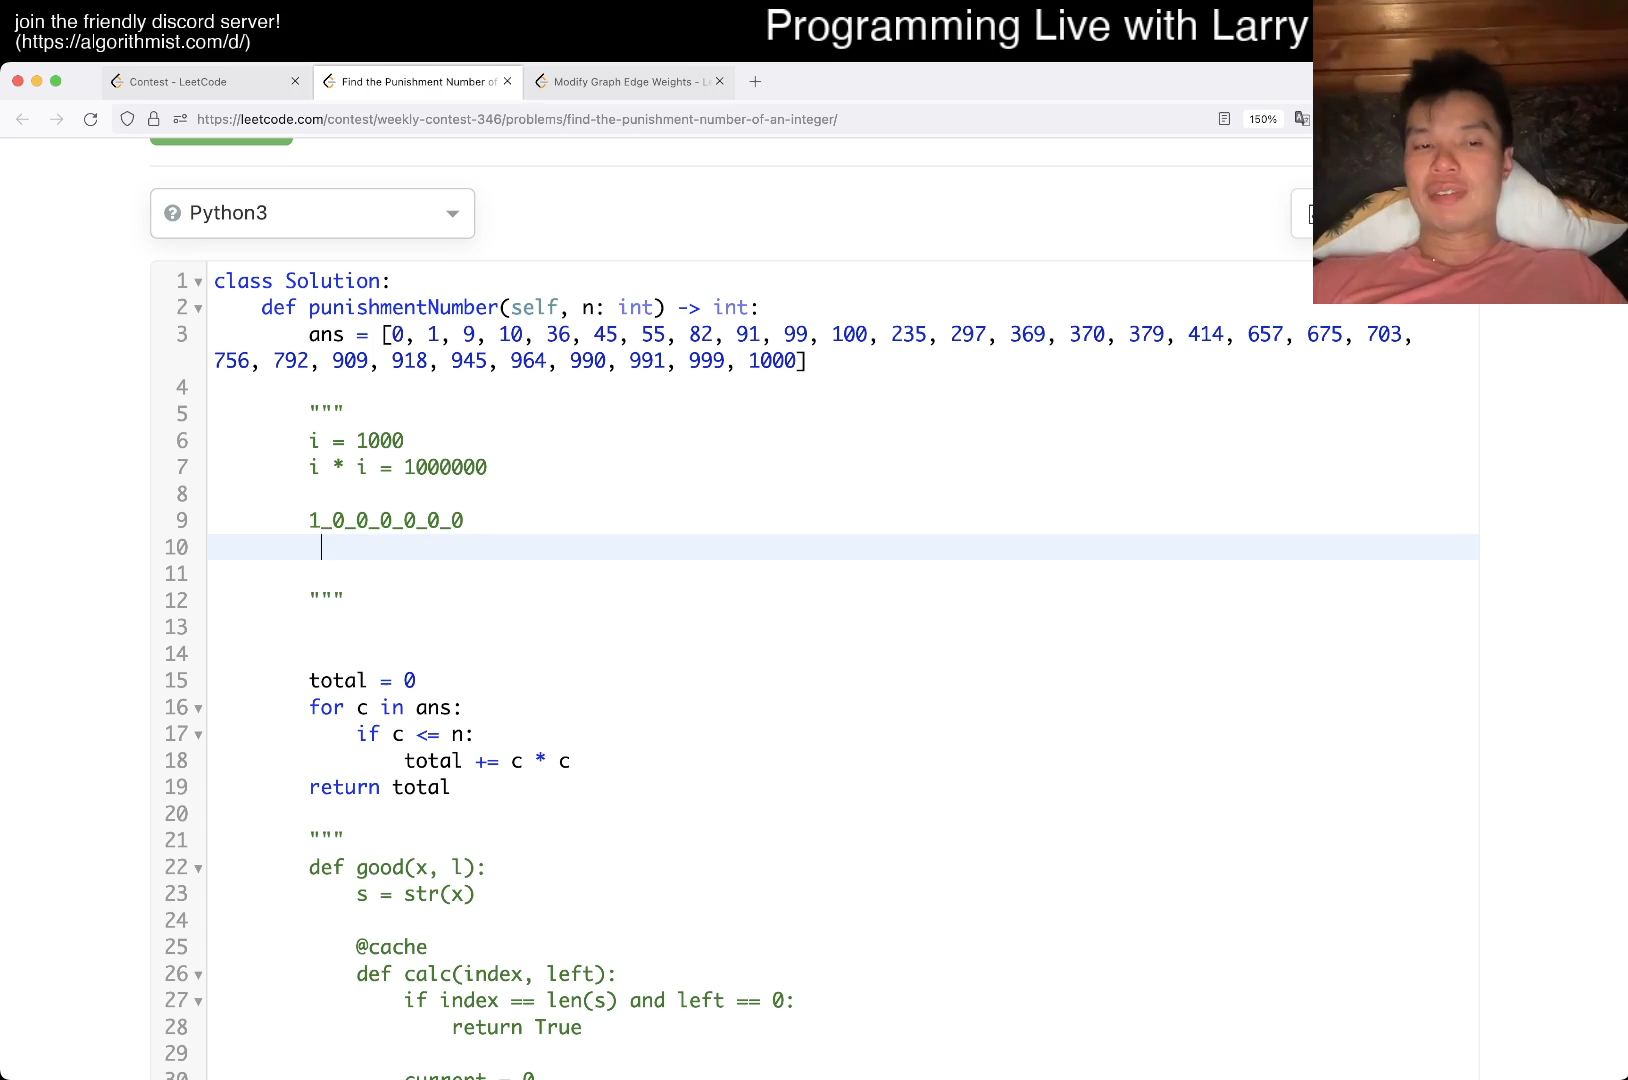 join the friendly discord server!
(https://algorithmist.com/d/)
Programming Live with Larry
Contest - LeetCode
Find the Punishment Number of
Modify Graph Edge Weights - Le
https://leetcode.com/contest/weekly-contest-346/problems/find-the-punishment-number-of-an-integer/
150%
Python3
1 class Solution:
2 def punishmentNumber(self, n: int) -> int:
3 ans = [0, 1, 9, 10, 36, 45, 55, 82, 91, 99, 100, 235, 297, 369, 370, 379, 414, 657, 675, 703,
756, 792, 909, 918, 945, 964, 990, 991, 999, 1000]
4
5 """
6 i = 1000
7 i * i = 1000000
8
9 1_0_0_0_0_0_0
10
11
12 """
13
14
15 total = 0
16 for c in ans:
17 if c <= n:
18 total += c * c
19 return total
20
21 """
22 def good(x, l):
23 s = str(x)
24
25 @cache
26 def calc(index, left):
27 if index == len(s) and left == 0:
28 return True
29
30 current = 0